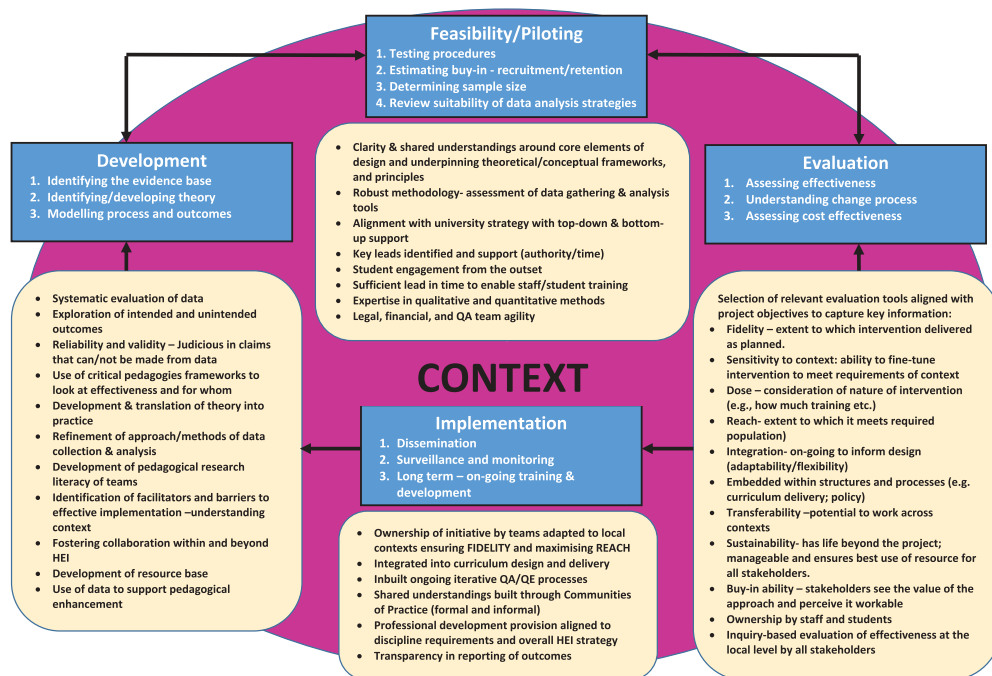 Feasibility/Piloting
1. Testing procedures
2. Estimating buy-in - recruitment/retention
3. Determining sample size
4. Review suitability of data analysis strategies
Development
1. Identifying the evidence base
2. Identifying/developing theory
3. Modelling process and outcomes
Evaluation
1. Assessing effectiveness
2. Understanding change process
3. Assessing cost effectiveness
• Clarity & shared understandings around core elements of
design and underpinning theoretical/conceptual frameworks,
and principles
• Robust methodology- assessment of data gathering & analysis
tools
• Alignment with university strategy with top-down & bottom-
up support
• Key leads identified and support (authority/time)
• Student engagement from the outset
• Sufficient lead in time to enable staff/student training
• Expertise in qualitative and quantitative methods
• Legal, financial, and QA team agility
• Systematic evaluation of data
• Exploration of intended and unintended
outcomes
• Reliability and validity – Judicious in claims
that can/not be made from data
• Use of critical pedagogies frameworks to
look at effectiveness and for whom
• Development & translation of theory into
practice
• Refinement of approach/methods of data
collection & analysis
• Development of pedagogical research
literacy of teams
• Identification of facilitators and barriers to
effective implementation –understanding
context
• Fostering collaboration within and beyond
HEI
• Development of resource base
• Use of data to support pedagogical
enhancement
CONTEXT
Implementation
1. Dissemination
2. Surveillance and monitoring
3. Long term – on-going training &
development
• Ownership of initiative by teams adapted to local
contexts ensuring FIDELITY and maximising REACH
• Integrated into curriculum design and delivery
• Inbuilt ongoing iterative QA/QE processes
• Shared understandings built through Communities
of Practice (formal and informal)
• Professional development provision aligned to
discipline requirements and overall HEI strategy
• Transparency in reporting of outcomes
Selection of relevant evaluation tools aligned with
project objectives to capture key information:
• Fidelity – extent to which intervention delivered
as planned.
• Sensitivity to context: ability to fine-tune
intervention to meet requirements of context
• Dose – consideration of nature of intervention
(e.g., how much training etc.)
• Reach- extent to which it meets required
population)
• Integration- on-going to inform design
(adaptability/flexibility)
• Embedded within structures and processes (e.g.
curriculum delivery; policy)
• Transferability –potential to work across
contexts
• Sustainability- has life beyond the project;
manageable and ensures best use of resource for
all stakeholders.
• Buy-in ability – stakeholders see the value of the
approach and perceive it workable
• Ownership by staff and students
• Inquiry-based evaluation of effectiveness at the
local level by all stakeholders